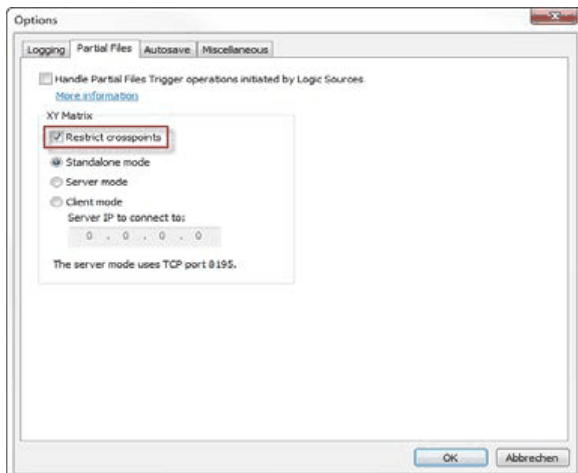 Options
Logging Partial Files Autosave Miscellaneous
Handle Partial Files Trigger operations initiated by Logic Sources
More information
XY Matrix
Restrict crosspoints
Standalone mode
Server mode
Client mode
Server IP to connect to:
0 . 0 . 0 . 0
The server mode uses TCP port 8195.
OK Abbrechen